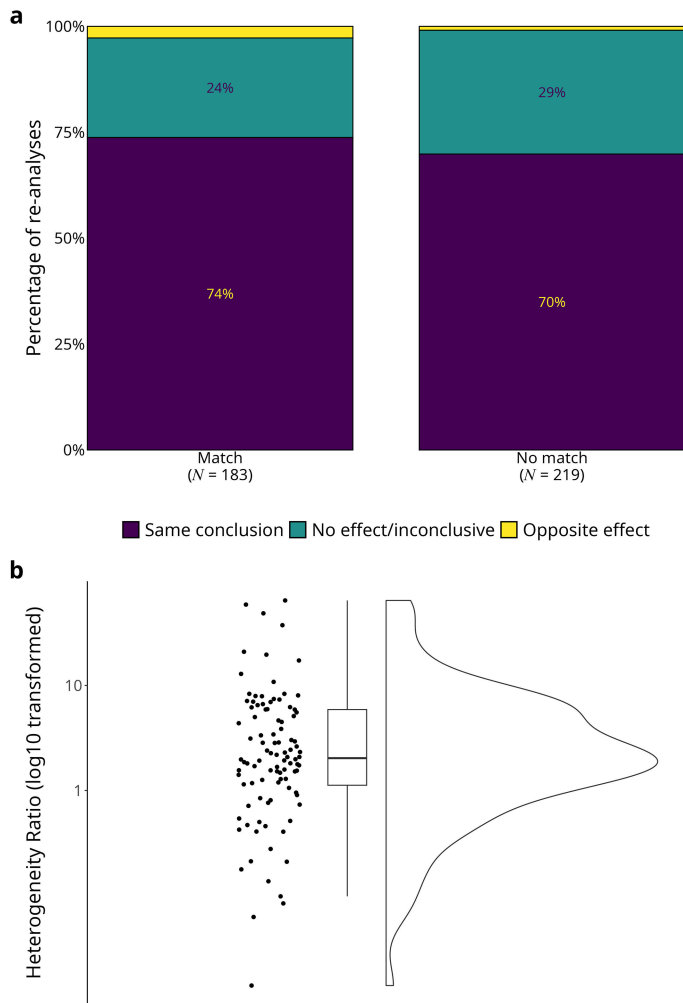 a
Percentage of re-analyses
100%
75%
50%
25%
0%
24%
74%
29%
70%
Match
(N = 183)
No match
(N = 219)
Same conclusion No effect/inconclusive Opposite effect
b
Heterogeneity Ratio (log10 transformed)
10
1